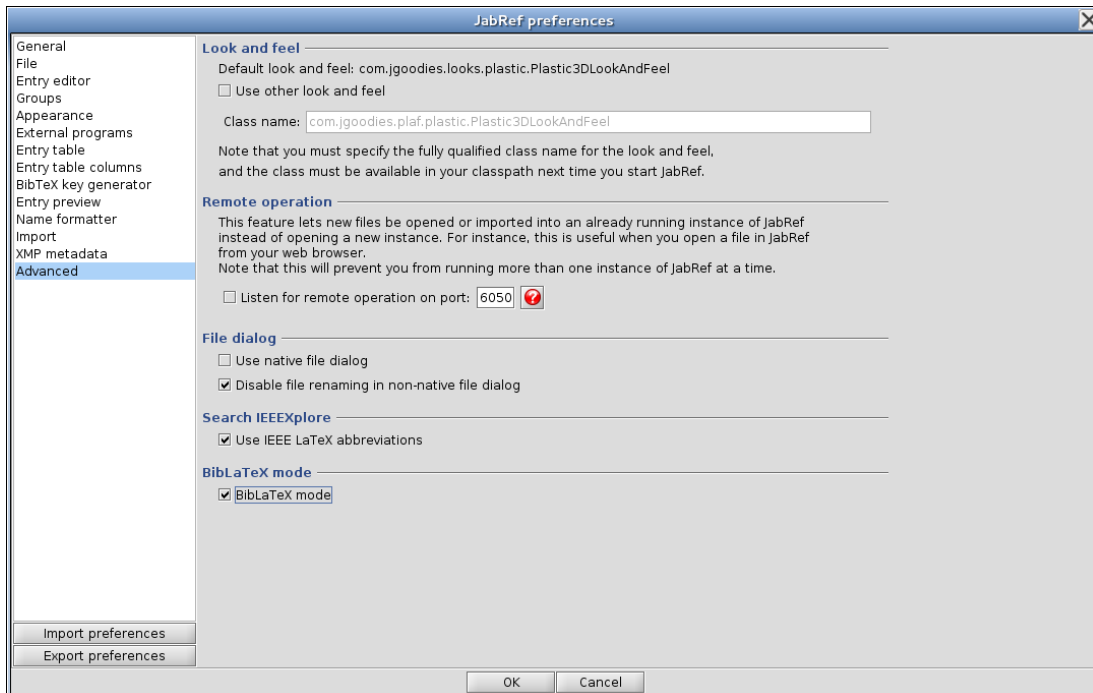 JabRef preferences
General
File
Entry editor
Groups
Appearance
External programs
Entry table
Entry table columns
BibTeX key generator
Entry preview
Name formatter
Import
XMP metadata
Advanced
Import preferences
Export preferences
Look and feel
Default look and feel: com.jgoodies.looks.plastic.Plastic3DLookAndFeel
Use other look and feel
Class name: com.jgoodies.plaf.plastic.Plastic3DLookAndFeel
Note that you must specify the fully qualified class name for the look and feel,
and the class must be available in your classpath next time you start JabRef.
Remote operation
This feature lets new files be opened or imported into an already running instance of JabRef
instead of opening a new instance. For instance, this is useful when you open a file in JabRef
from your web browser.
Note that this will prevent you from running more than one instance of JabRef at a time.
Listen for remote operation on port: 6050 ?
File dialog
Use native file dialog
Disable file renaming in non-native file dialog
Search IEEEXplore
Use IEEE LaTeX abbreviations
BibLaTeX mode
BibLaTeX mode
OK Cancel